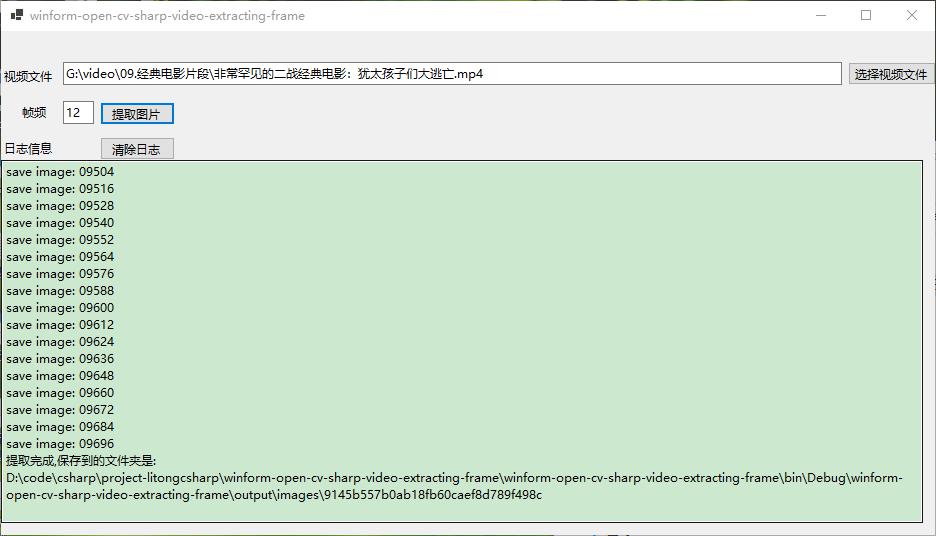 winform-open-cv-sharp-video-extracting-frame
视频文件 G:\video\09.经典电影片段\非常罕见的二战经典电影：犹太孩子们大逃亡.mp4 选择视频文件
帧频 12 提取图片
日志信息 清除日志
save image: 09504
save image: 09516
save image: 09528
save image: 09540
save image: 09552
save image: 09564
save image: 09576
save image: 09588
save image: 09600
save image: 09612
save image: 09624
save image: 09636
save image: 09648
save image: 09660
save image: 09672
save image: 09684
save image: 09696
提取完成,保存到的文件夹是:
D:\code\csharp\project-litongcsharp\winform-open-cv-sharp-video-extracting-frame\winform-open-cv-sharp-video-extracting-frame\bin\Debug\winform-
open-cv-sharp-video-extracting-frame\output\images\9145b557b0ab18fb60caef8d789f498c